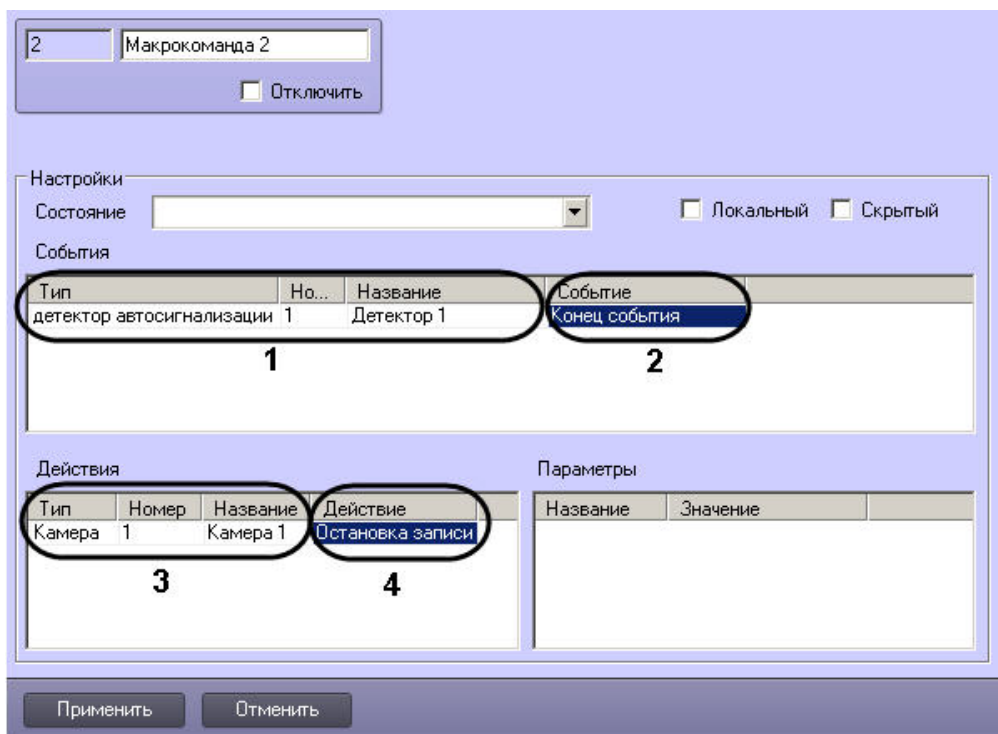 2 Макрокоманда 2
Отключить
Настройки
Состояние Локальный Скрытый
События
Тип Но... Название Событие
детектор автосигнализации 1 Детектор 1 Конец события
1 2
Действия Параметры
Тип Номер Название Действие Название Значение
Камера 1 Камера 1 Остановка записи
3 4
Применить Отменить